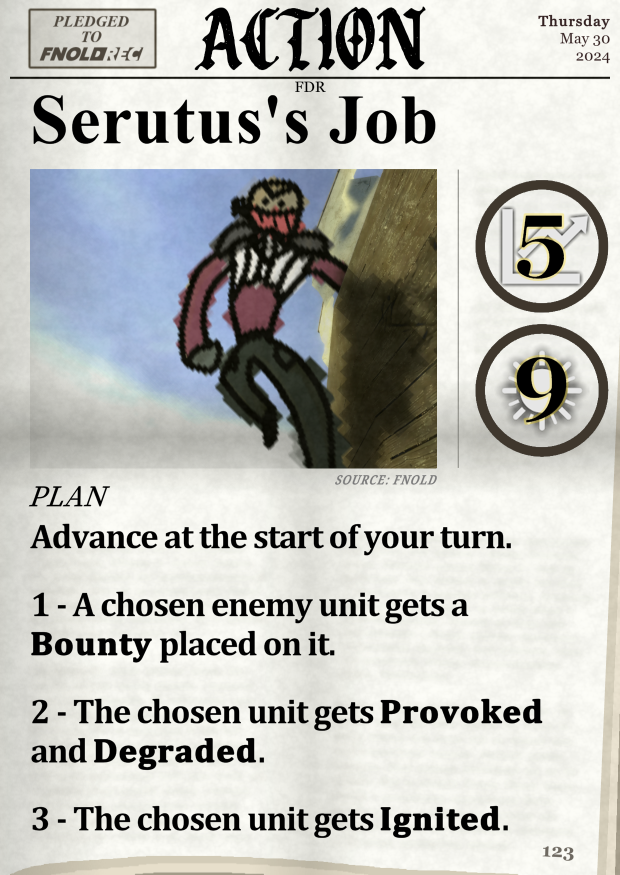 PLEDGED
TO
FNOLD REC
ACTION
Thursday
May 30
2024
FDR
Serutus's Job
5
9
SOURCE: FNOLD
PLAN
Advance at the start of your turn.
1 - A chosen enemy unit gets a
Bounty placed on it.
2 - The chosen unit gets Provoked
and Degraded.
3 - The chosen unit gets Ignited.
123